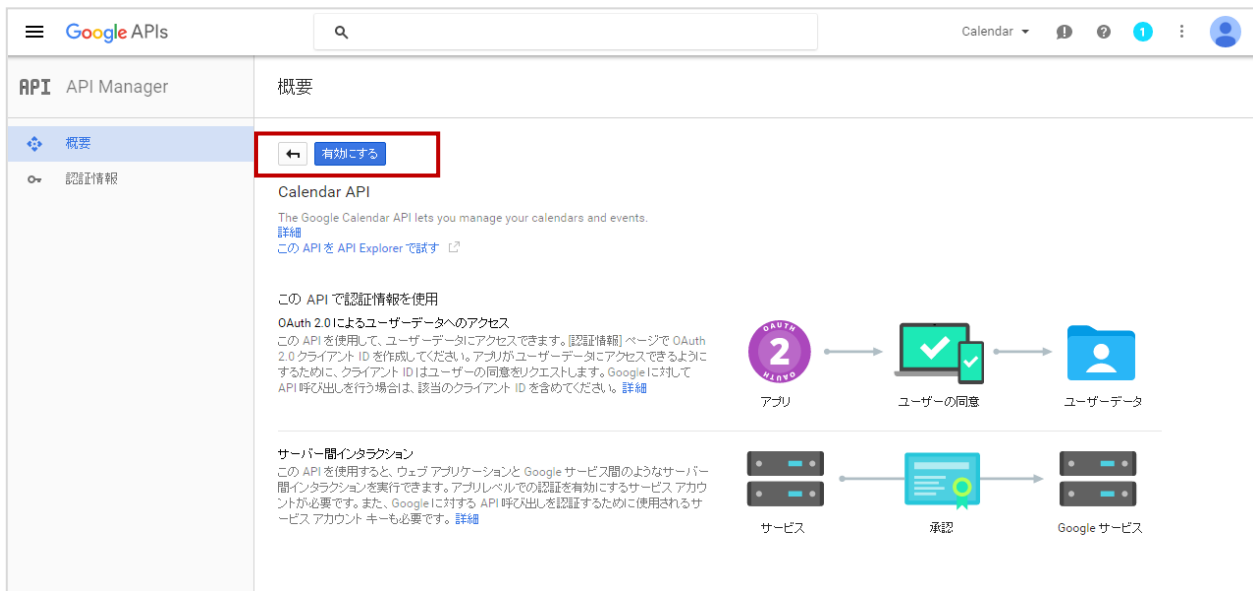 Google APIs
Calendar
1
API API Manager
概要
概要
認証情報
有効にする
Calendar API
The Google Calendar API lets you manage your calendars and events.
詳細
この API を API Explorer で試す
この API で認証情報を使用
OAuth 2.0 によるユーザーデータへのアクセス
この API を使用して、ユーザーデータにアクセスできます。[認証情報] ページで OAuth
2.0 クライアント ID を作成してください。アプリがユーザーデータにアクセスできるように
するために、クライアント ID はユーザーの同意をリクエストします。Google に対して
API 呼び出しを行う場合は、該当のクライアント ID を含めてください。 詳細
OAUTH
2
OAUTH
アプリ
ユーザーの同意
ユーザーデータ
サーバー間インタラクション
この API を使用すると、ウェブ アプリケーションと Google サービス間のようなサーバー
間インタラクションを実行できます。アプリレベルでの認証を有効にするサービス アカウ
ントが必要です。また、Google に対する API 呼び出しを認証するために使用されるサ
ービス アカウント キーも必要です。 詳細
サービス
承認
Google サービス